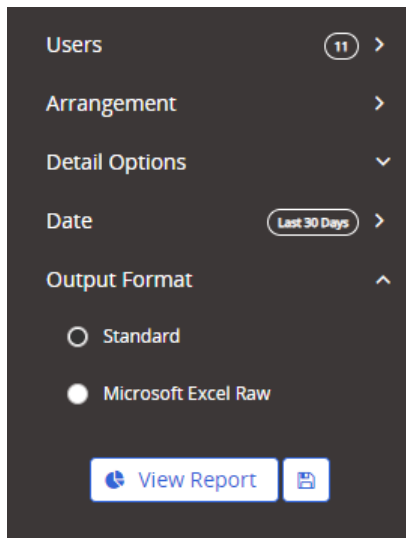 Users 11
Arrangement
Detail Options
Date Last 30 Days
Output Format
Standard
Microsoft Excel Raw
View Report